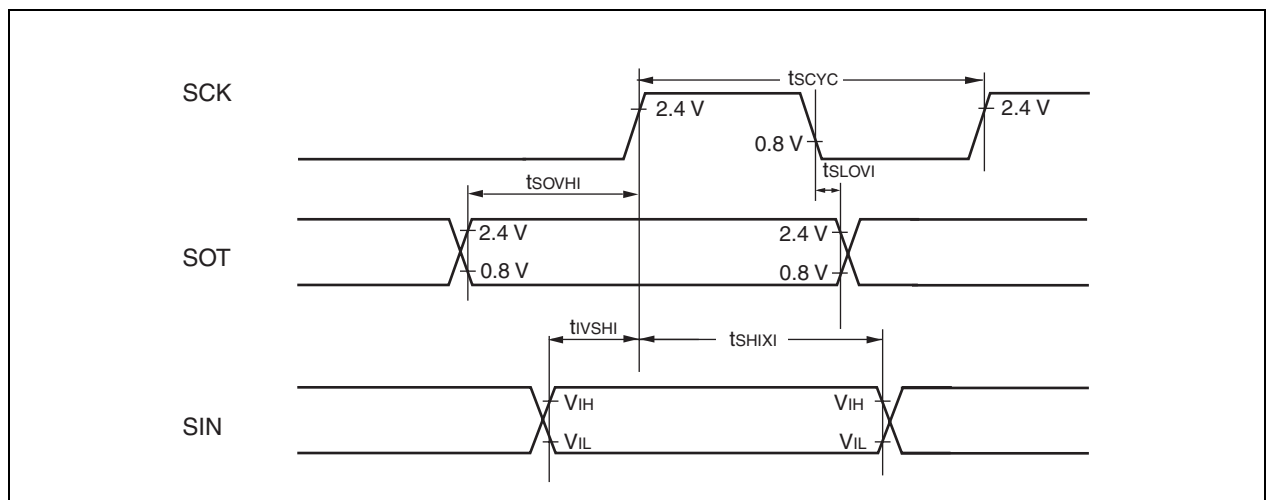 tSCYC
SCK
2.4 V
2.4 V
0.8 V
tSLOVI
tSOVHI
2.4 V
2.4 V
SOT
0.8 V
0.8 V
tIVSHI
tSHIXI
VIH
VIH
SIN
VIL
VIL